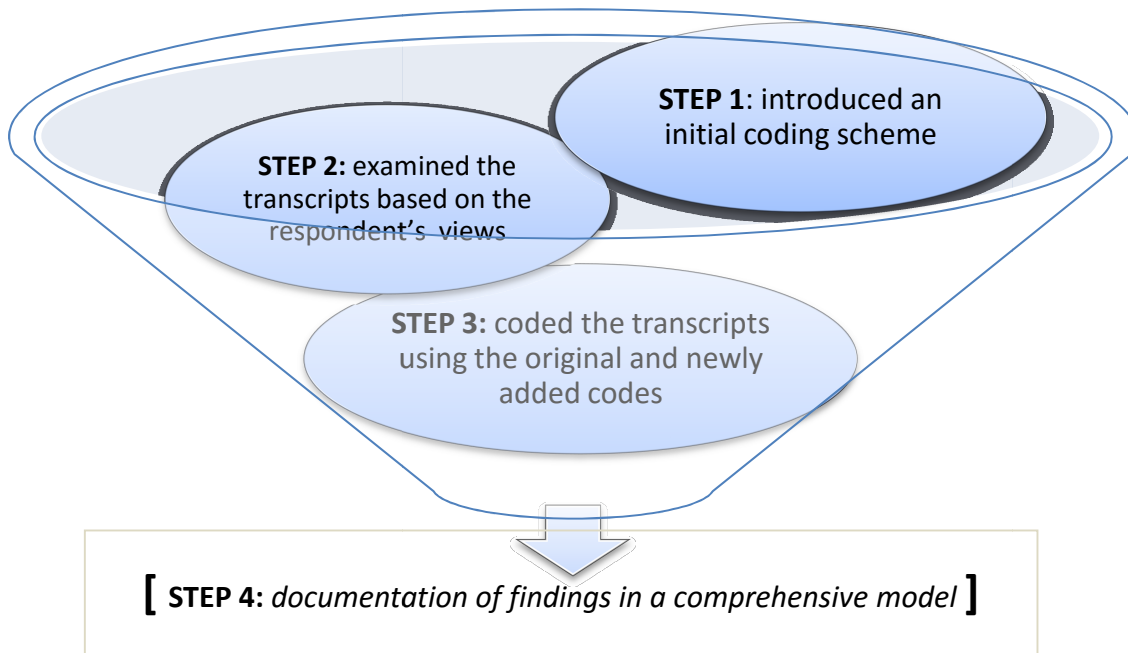 STEP 1: introduced an
initial coding scheme
STEP 2: examined the
transcripts based on the
respondent’s views
STEP 3: coded the transcripts
using the original and newly
added codes
[ STEP 4: documentation of findings in a comprehensive model ]